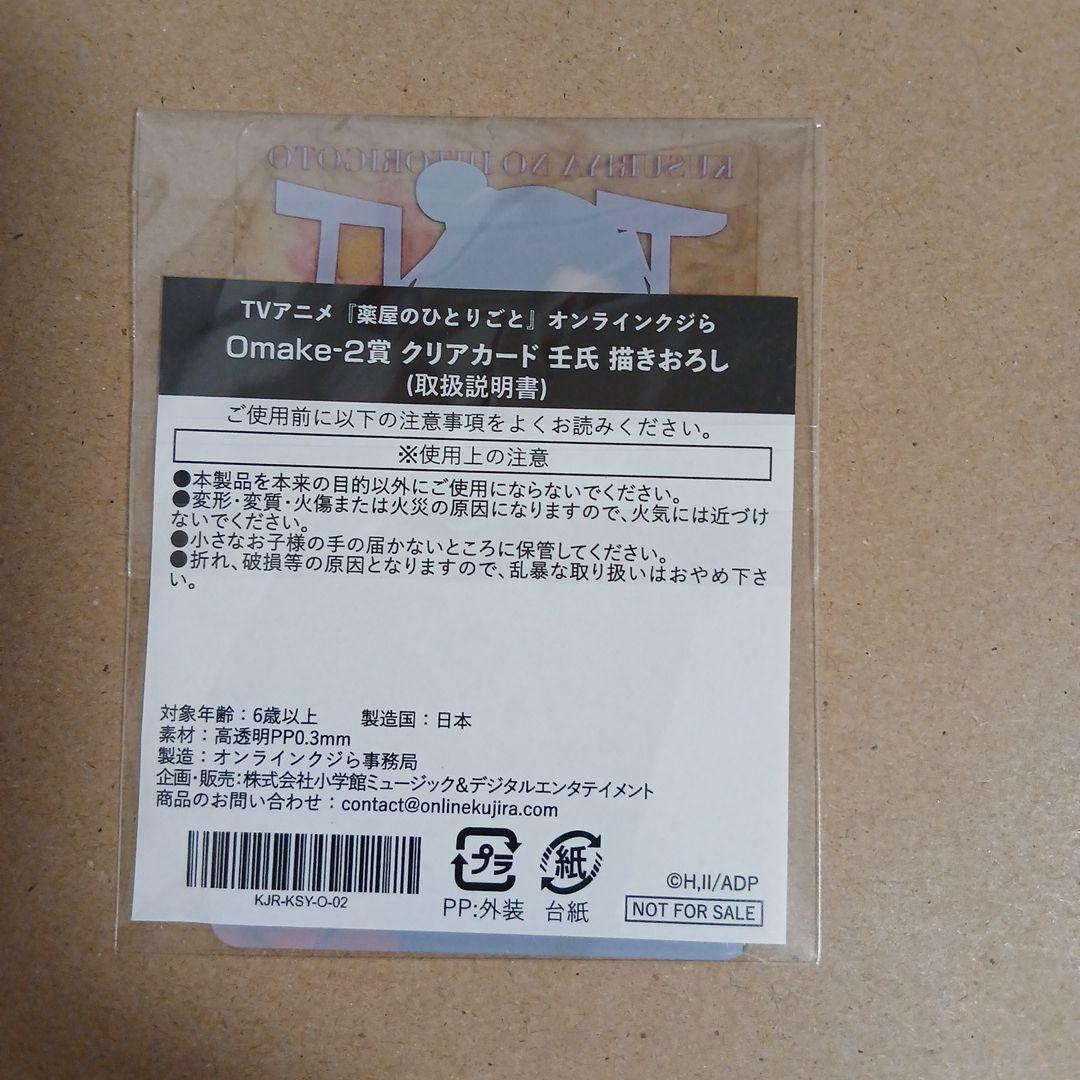 KUSURIYA NO HITORIGOTO
TVアニメ『薬屋のひとりごと』オンラインクジら
Omake-2賞 クリアカード 壬氏 描きおろし
(取扱説明書)
ご使用前に以下の注意事項をよくお読みください。
※使用上の注意
●本製品を本来の目的以外にご使用にならないでください。
●変形・変質・火傷または火災の原因になりますので、火気には近づけ
ないでください。
●小さなお子様の手の届かないところに保管してください。
●折れ、破損等の原因となりますので、乱暴な取り扱いはおやめ下さ
い。
対象年齢：6歳以上 製造国：日本
素材：高透明PP0.3mm
製造：オンラインクジら事務局
企画・販売：株式会社小学館ミュージック&デジタルエンタテイメント
商品のお問い合わせ：contact@onlinekujira.com
KJR-KSY-O-02
プラ
PP:外装
紙
台紙
©H,II/ADP
NOT FOR SALE